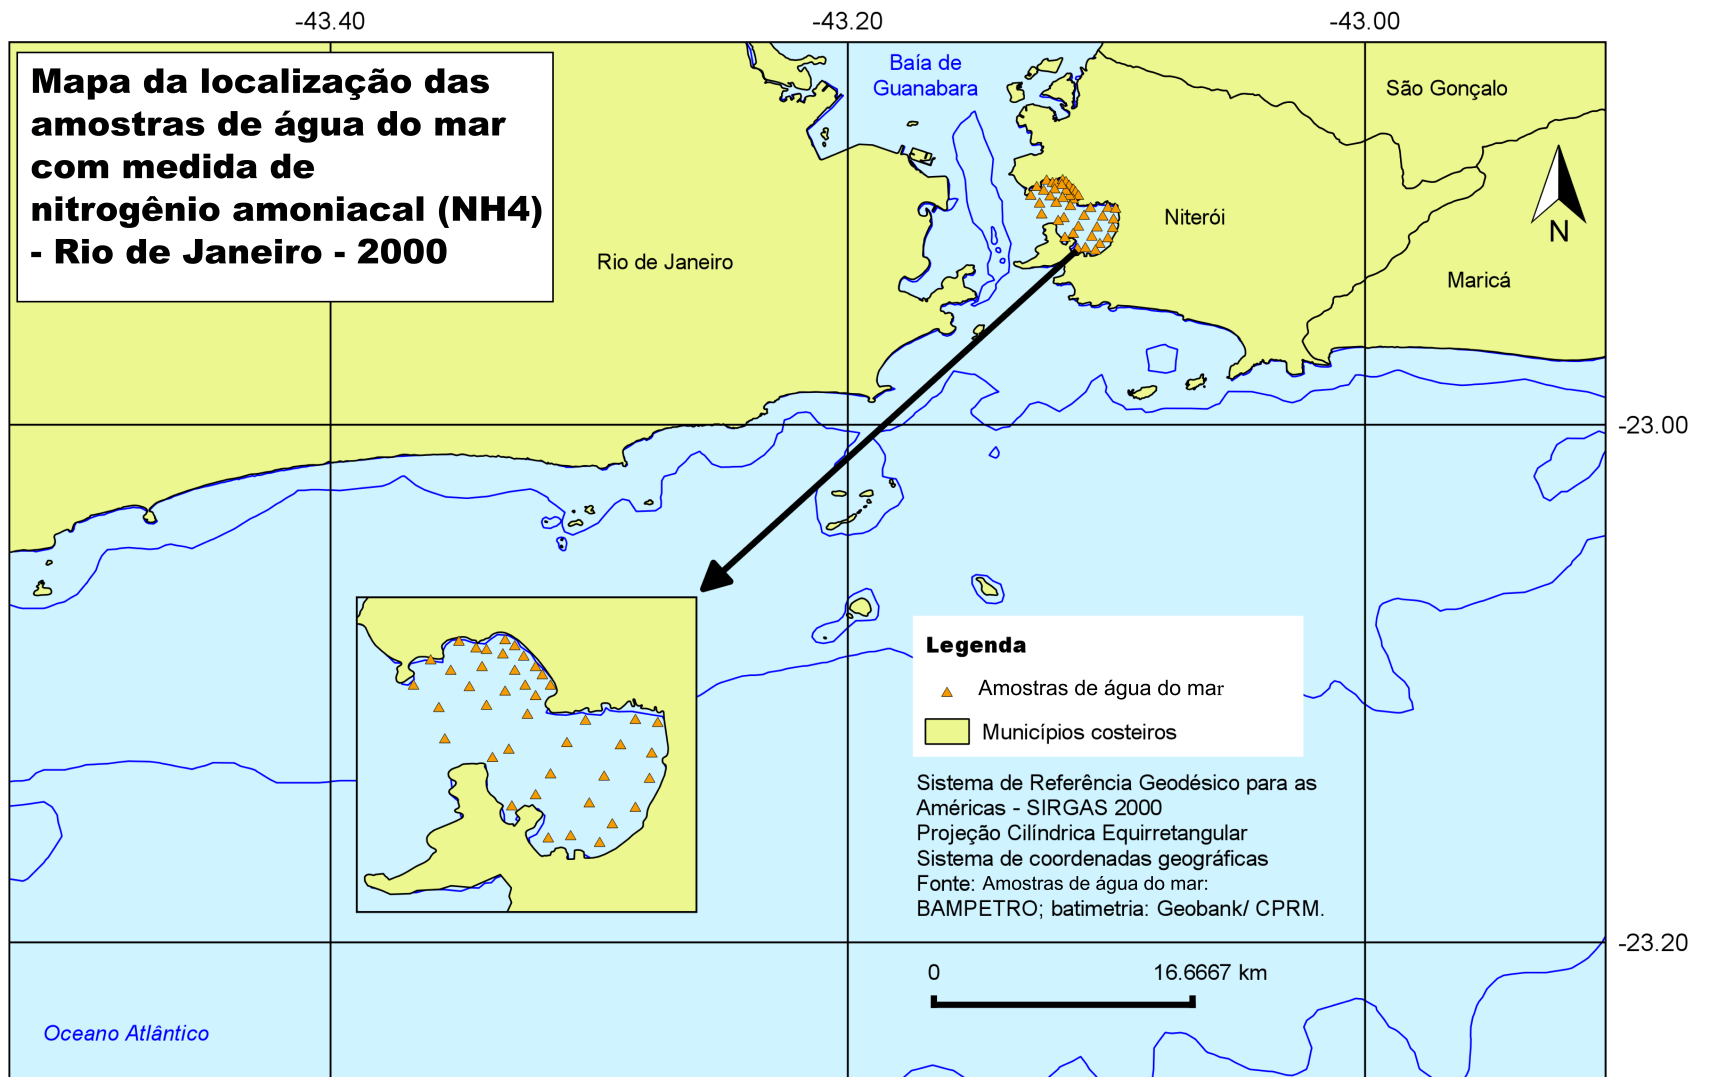 -43.40
-43.20
-43.00
Mapa da localização das
amostras de água do mar
com medida de
nitrogênio amoniacal (NH4)
- Rio de Janeiro - 2000
Baía de
Guanabara
São Gonçalo
Niterói
N
Rio de Janeiro
Maricá
-23.00
Legenda
Amostras de água do mar
Municípios costeiros
Sistema de Referência Geodésico para as
Américas - SIRGAS 2000
Projeção Cilíndrica Equirretangular
Sistema de coordenadas geográficas
Fonte: Amostras de água do mar:
BAMPETRO; batimetria: Geobank/ CPRM.
-23.20
0 16.6667 km
Oceano Atlântico